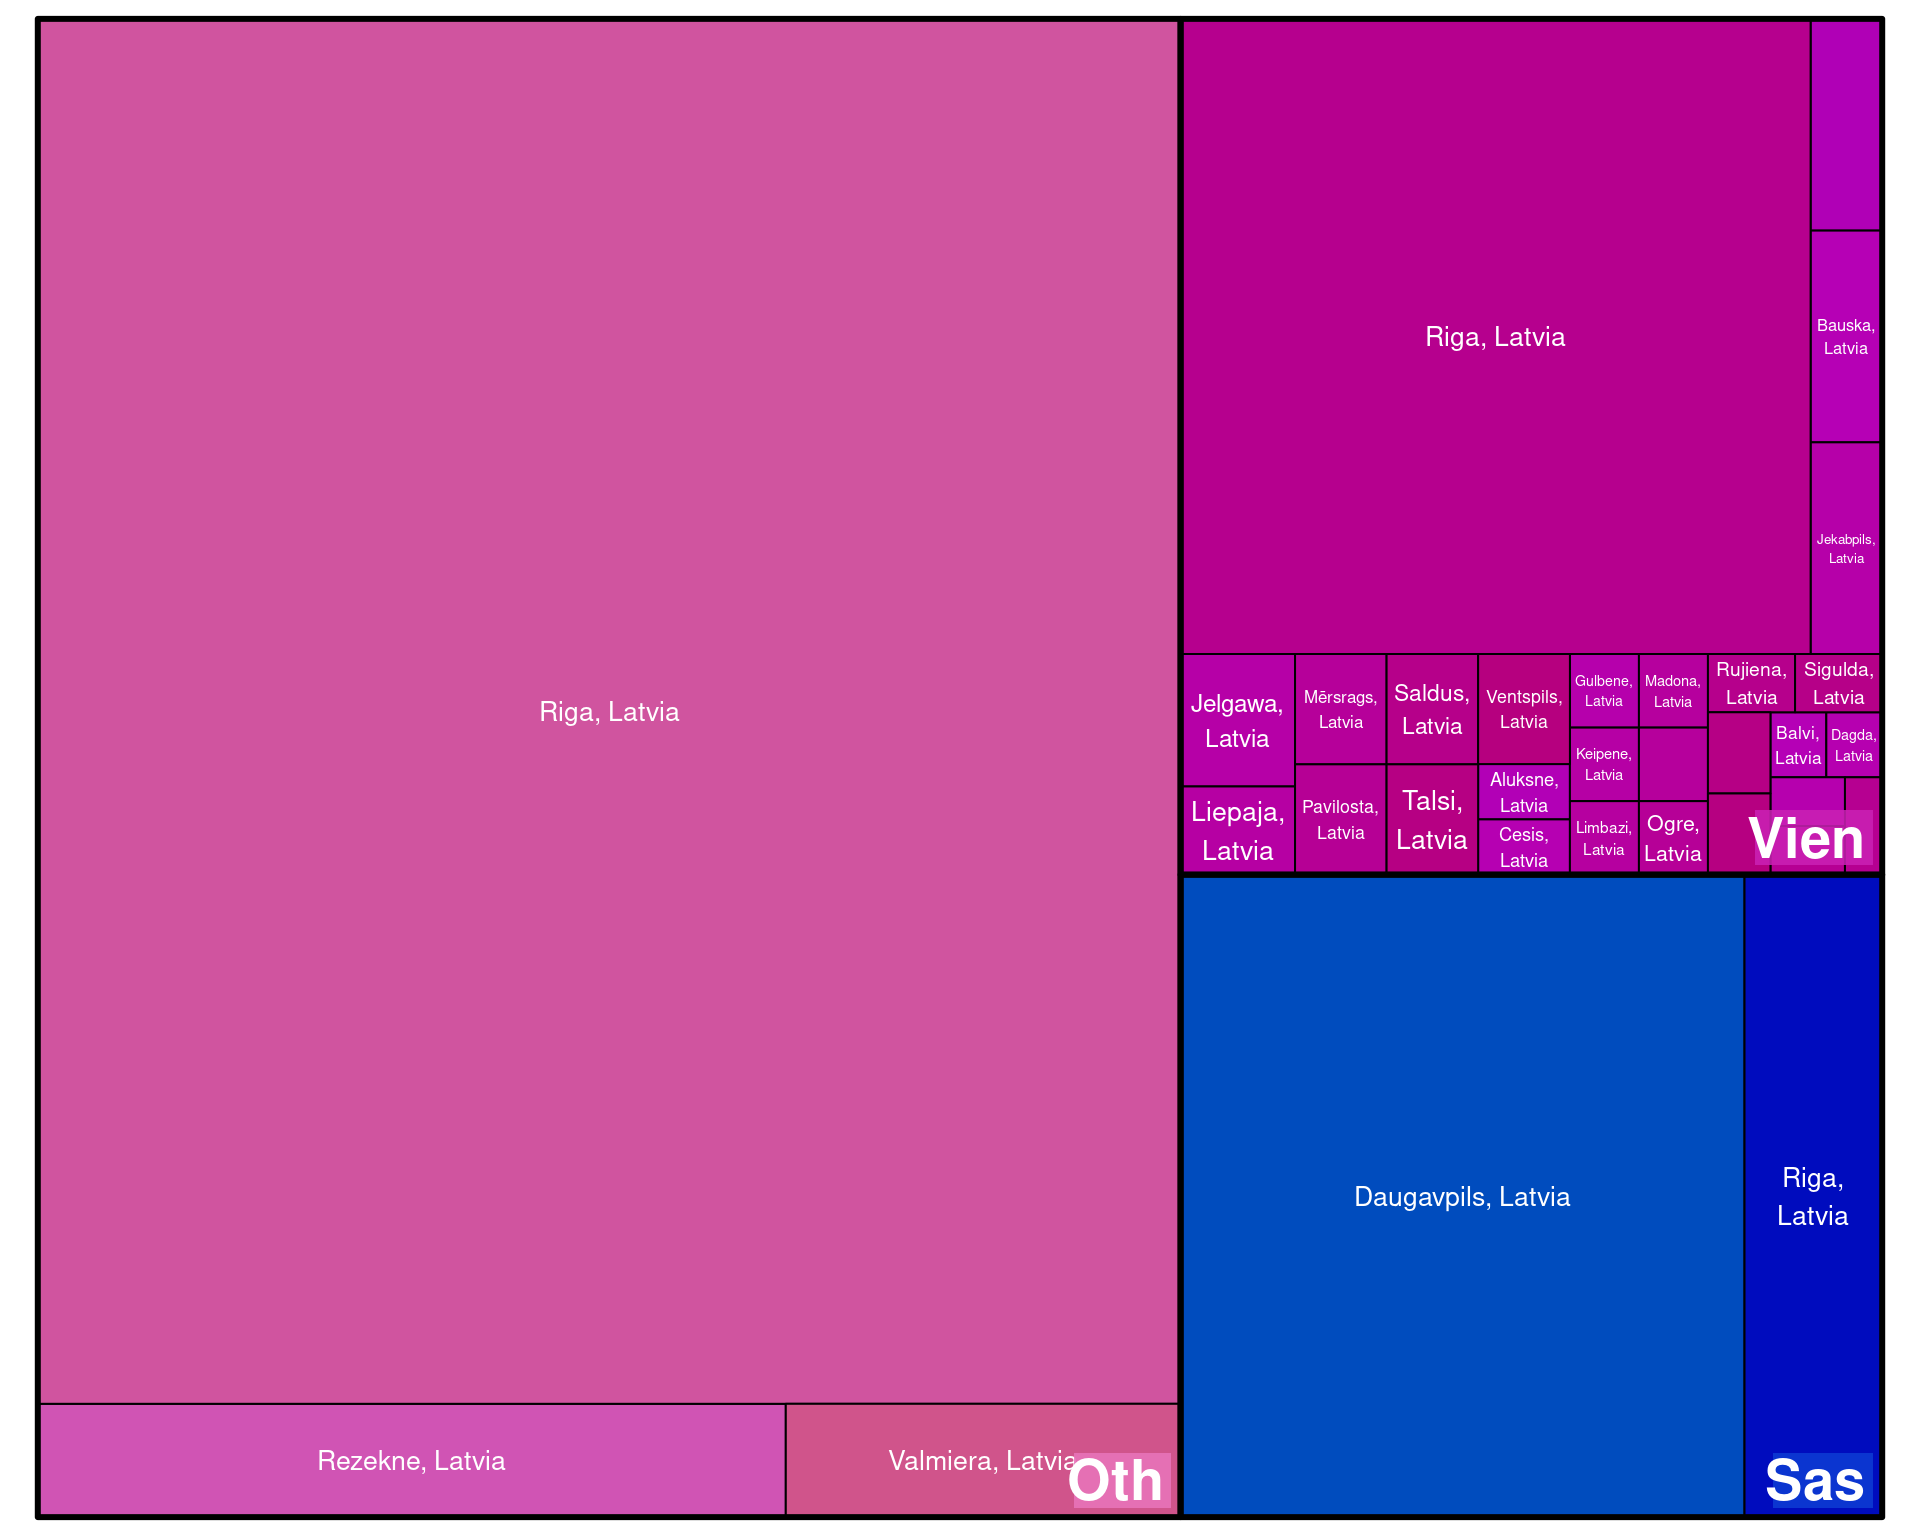 Riga, Latvia
Rezekne, Latvia
Valmiera, Latvia
Oth
Riga, Latvia
Bauska,
Latvia
Jekabpils,
Latvia
Jelgawa,
Latvia
Liepaja,
Latvia
Mērsrags,
Latvia
Pavilosta,
Latvia
Saldus,
Latvia
Talsi,
Latvia
Ventspils,
Latvia
Aluksne,
Latvia
Cesis,
Latvia
Gulbene,
Latvia
Keipene,
Latvia
Limbazi,
Latvia
Madona,
Latvia
Ogre,
Latvia
Rujiena,
Latvia
Sigulda,
Latvia
Balvi,
Latvia
Dagda,
Latvia
Vien
Daugavpils, Latvia
Riga,
Latvia
Sas